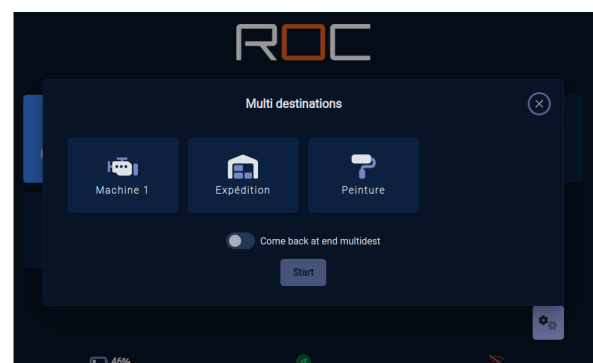 ROC
Multi destinations
Machine 1
Expédition
Peinture
Come back at end multidest
Start
46%